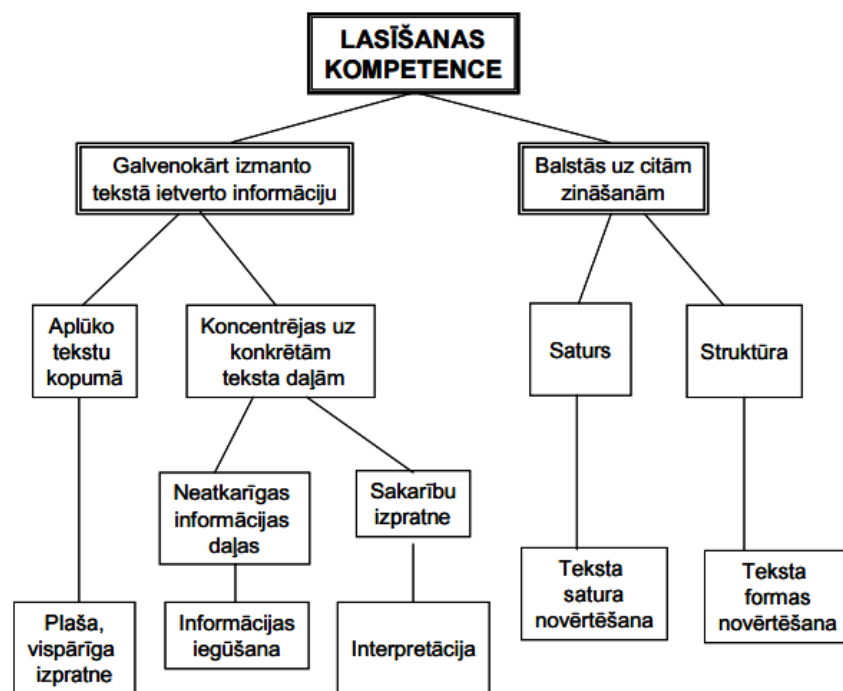 LASĪŠANAS
KOMPETENCE
Galvenokārt izmanto
tekstā ietverto informāciju
Balstās uz citām
zināšanām
Aplūko
tekstu
kopumā
Koncentrējas uz
konkrētām
teksta daļām
Saturs
Struktūra
Neatkarīgas
informācijas
daļas
Sakarību
izpratne
Plaša,
vispārīga
izpratne
Informācijas
iegūšana
Interpretācija
Teksta
satura
novērtēšana
Teksta
formas
novērtēšana